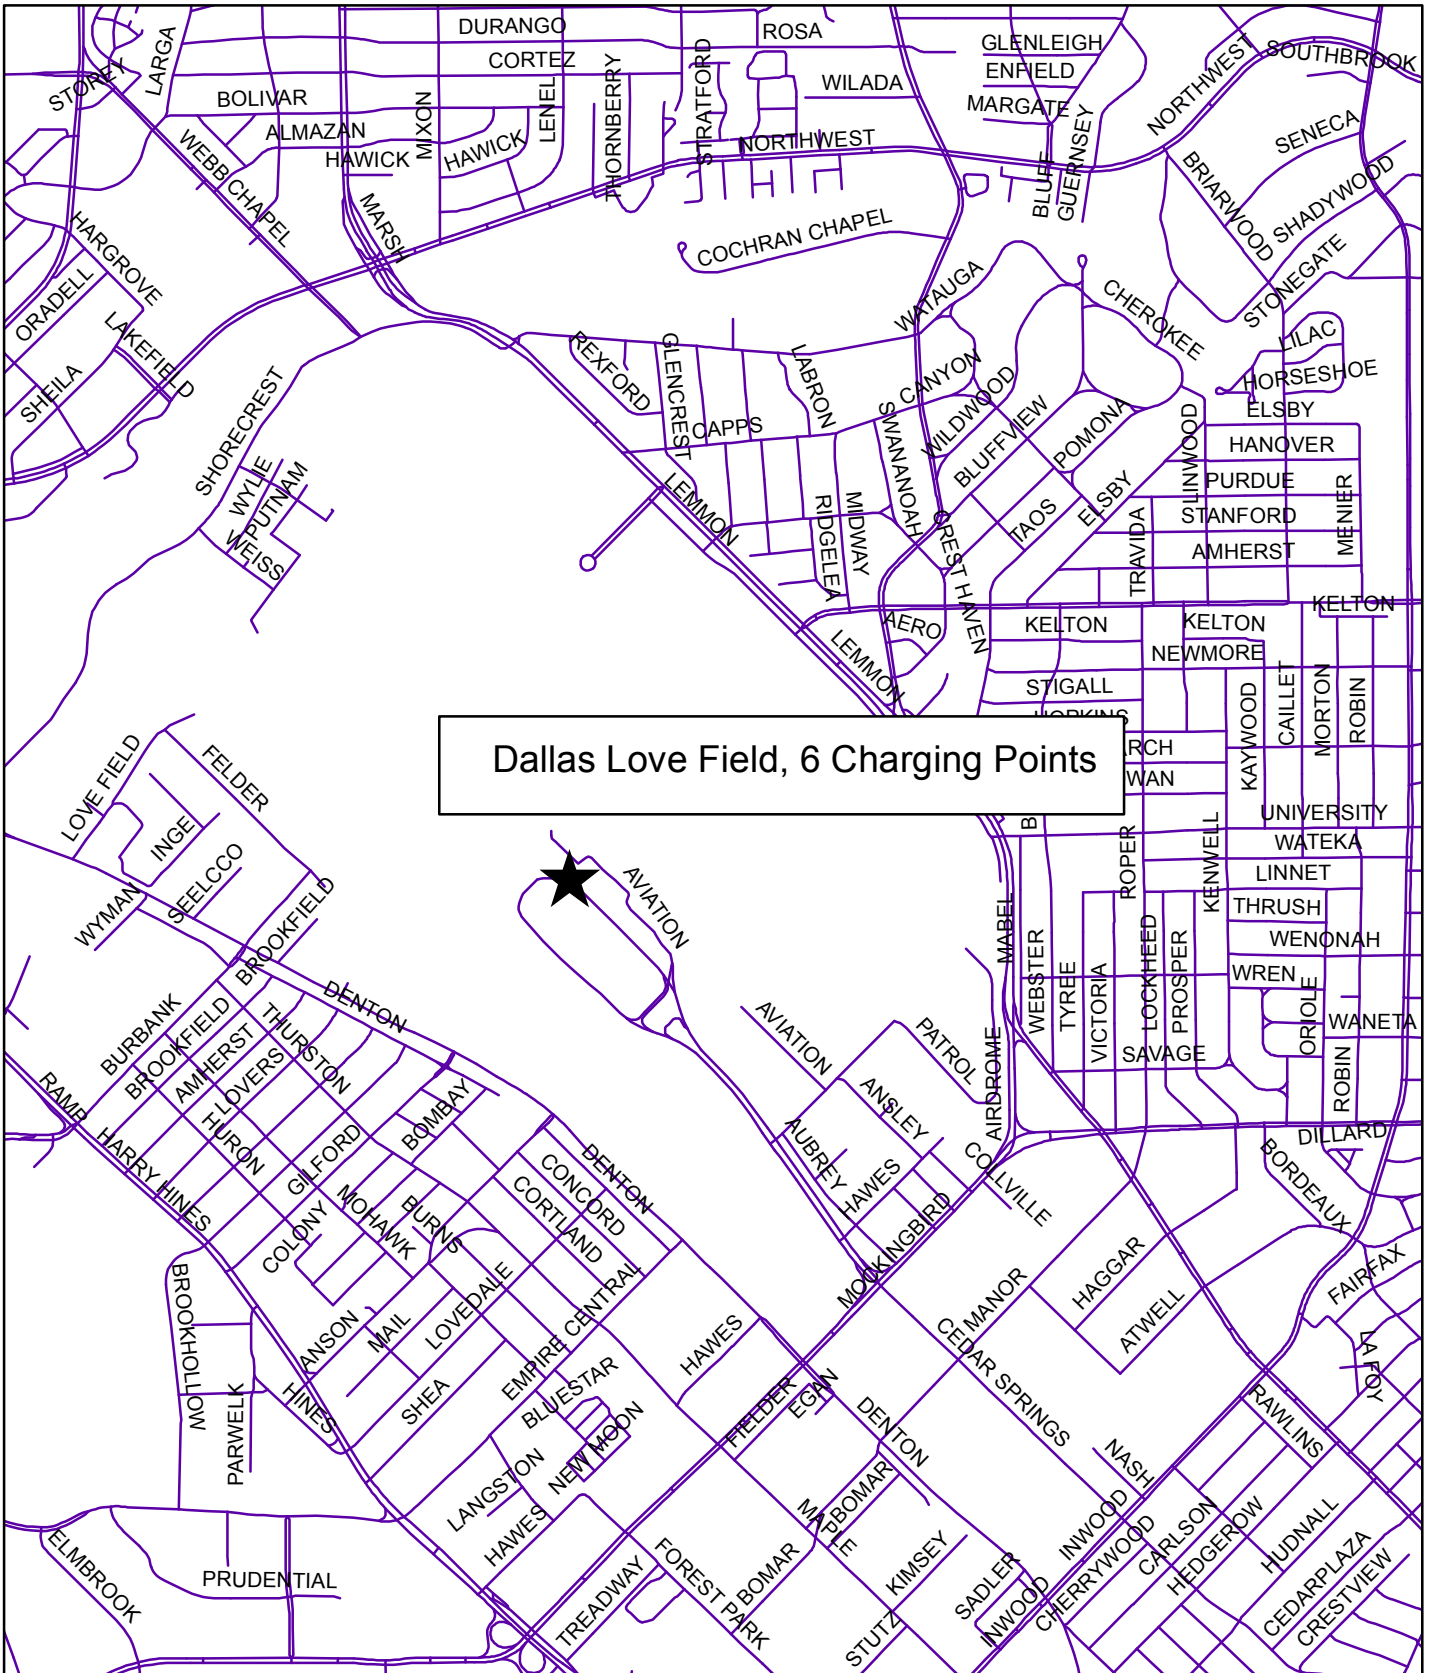 DURANGO
ROSA
CORTEZ
GLENLEIGH
ENFIELD
SOUTHBROOK
NORTHWEST
STOREY
LARGA
BOLIVAR
ALMAZAN
HAWICK
MIXON
HAWICK
LENEL
THORNBERRY
STRATFORD
WILADA
MARGATE
NORTHWEST
BLUFF
GUERNSEY
SENECA
BRIARWOOD
SHADYWOOD
WEBB CHAPEL
MARSH
HARGROVE
COCHRAN CHAPEL
ORADELL
LAKEFIELD
WATAUGA
CHEROKEE
STONEGATE
SHEILA
SHORECREST
REXFORD
GLENCREST
LABRON
CANYON
LILAC
HORSESHOE
CAPPS
SWANANOAH
WILDWOOD
BLUFFVIEW
POMONA
LINWOOD
ELSBY
HANOVER
WYLIE
PUTNAM
WEISS
LEMMON
RIDGELEA
MIDWAY
TAOS
ELSBY
PURDUE
STANFORD
MENIER
AMHERST
TRAVIDA
CREST HAVEN
KELTON
AERO
KELTON
KELTON
NEWMORE
LEMMON
STIGALL
HOPKINS
ARCH
WAN
KAYWOOD
CAILLET
MORTON
ROBIN
Dallas Love Field, 6 Charging Points
LOVE FIELD
FELDER
INGE
SEELCCO
WYMAN
BROOKFIELD
AVIATION
UNIVERSITY
WATEKA
LINNET
ROPER
KENWELL
THRUSH
WENONAH
WREN
MABEL
WEBSTER
TYREE
VICTORIA
LOCKHEED
PROSPER
ORIOLE
WANETA
ROBIN
SAVAGE
DENTON
BURBANK
BROOKFIELD
AMHERST
LOVERS
THURSTON
AVIATION
PATROL
AIRDROME
ANSLEY
AUBREY
HAWES
COLLVILLE
DILLARD
BORDEAUX
RAMP
HARRY HINES
HURON
GILFORD
BOMBAY
DENTON
CONCORD
CORTLAND
COLONY
MOHAWK
BURNS
MOCKINGBIRD
FAIRFAX
BROOKHOLLOW
ANSON
MAIL
LOVEDALE
EMPIRE CENTRAL
HAWES
MANOR
HAGGAR
ATWELL
CEDAR SPRINGS
LA FOY
PARWELK
HINES
SHEA
BLUESTAR
NEW MOON
FIELDER
EGAN
DENTON
RAWLINS
LANGSTON
HAWES
NASH
BOMAR
MAPLE
INWOOD
CHERRYWOOD
CARLSON
HEDGEROW
HUDNALL
CEDARPLAZA
CRESTVIEW
ELMBROOK
PRUDENTIAL
TREADWAY
FOREST PARK
BOMAR
KIMSEY
STUTZ
SADLER
INWOOD